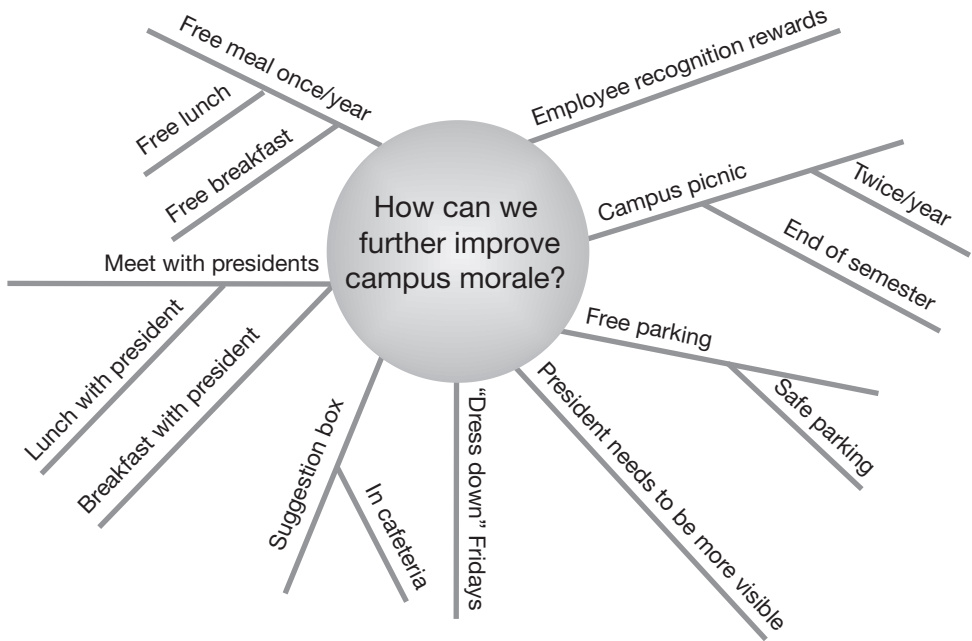 How can we
further improve
campus morale?
Free meal once/year
Free lunch
Free breakfast
Employee recognition rewards
Campus picnic
Twice/year
End of semester
Free parking
Safe parking
President needs to be more visible
“Dress down” Fridays
Suggestion box
In cafeteria
Meet with presidents
Lunch with president
Breakfast with president